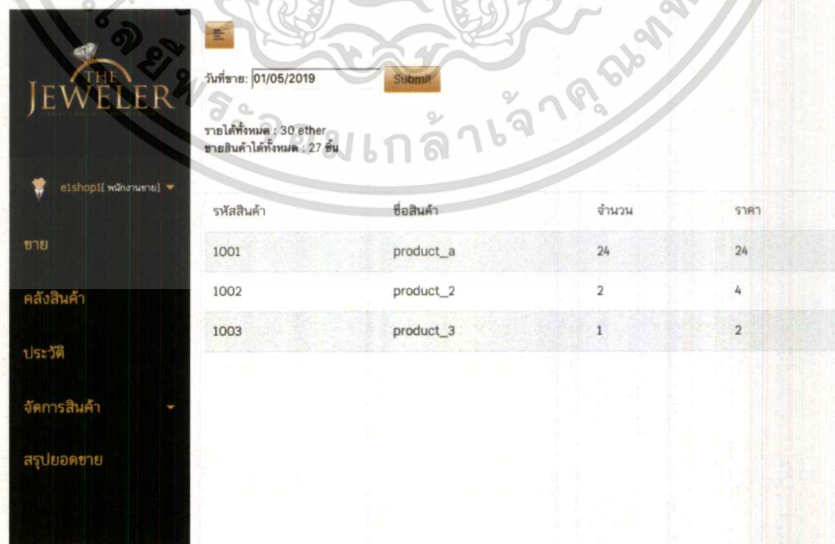 THE
JEWELER
e1shop1[ พนักงานขาย]
ขาย
คลังสินค้า
ประวัติ
จัดการสินค้า
สรุปยอดขาย
วันที่ขาย: 01/05/2019 Submit
รายได้ทั้งหมด : 30 ether
ขายสินค้าได้ทั้งหมด : 27 ชิ้น
รหัสสินค้า ชื่อสินค้า จำนวน ราคา
1001 product_a 24 24
1002 product_2 2 4
1003 product_3 1 2